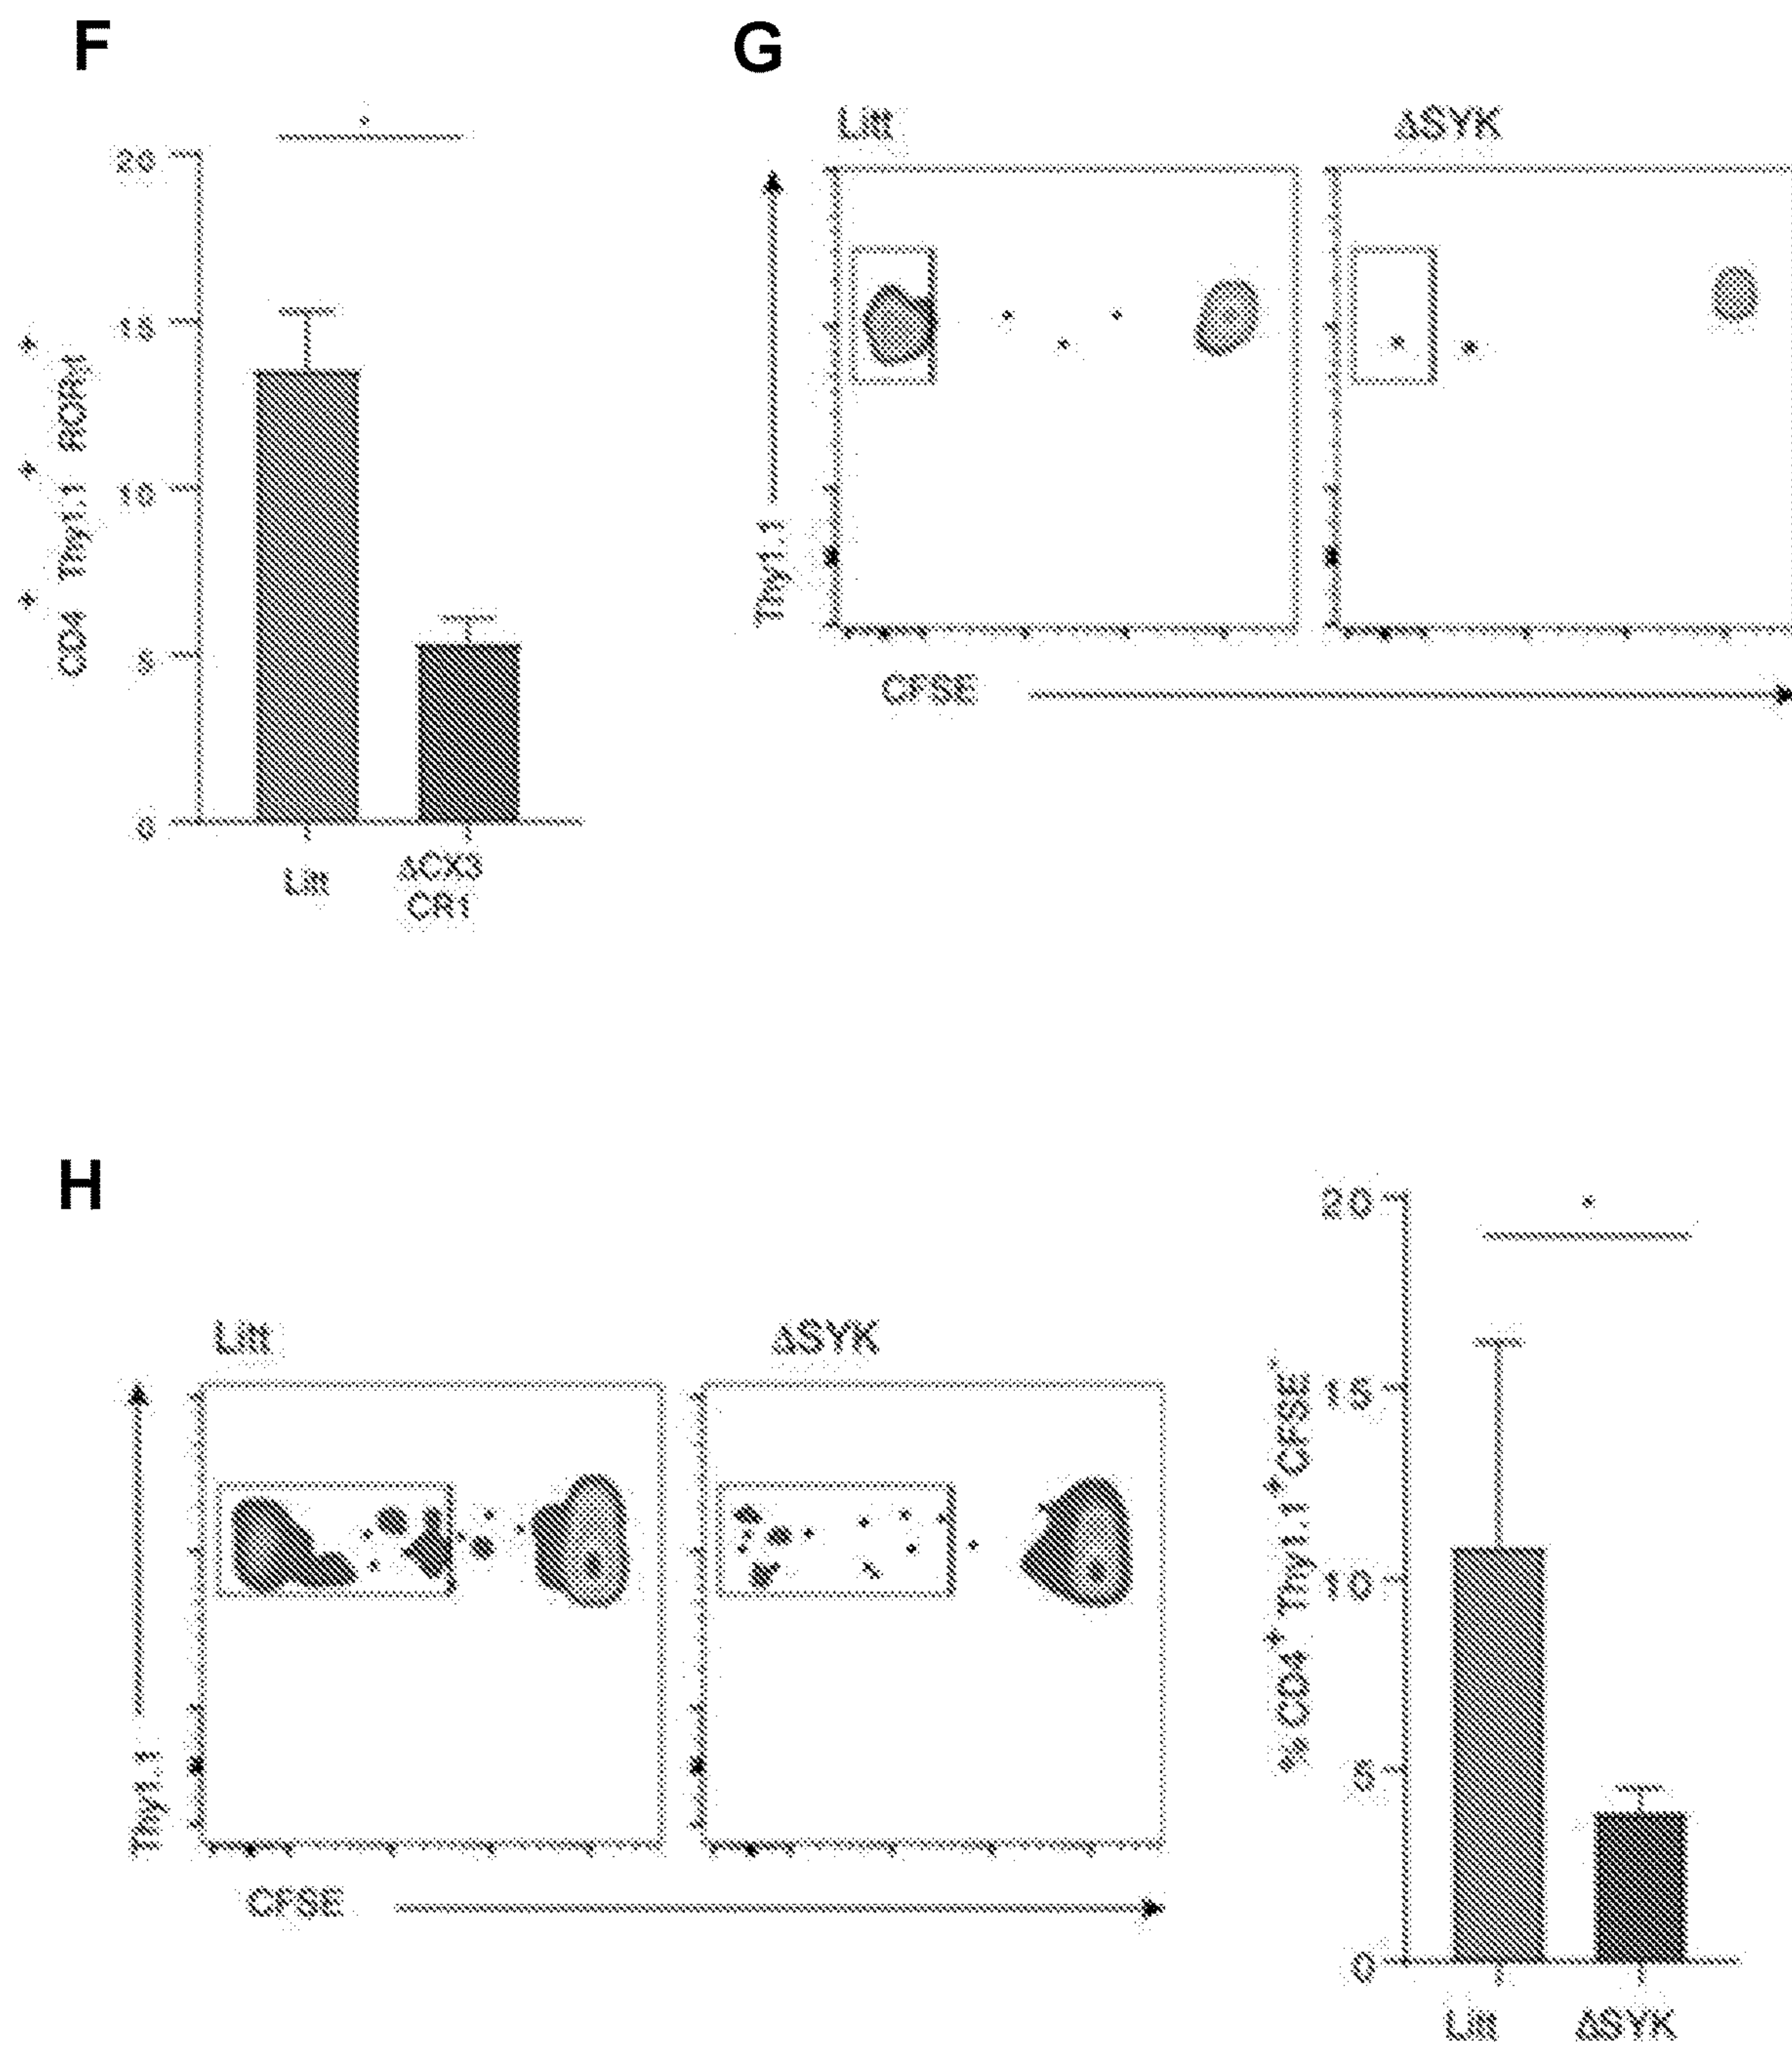 F
20
15
10
5
0
CD4+ Thy1.1+ RORγt+
Litt
ΔCX3
CR1
G
Litt
ΔSYK
Thy1.1
CFSE
H
Litt
ΔSYK
Thy1.1
CFSE
20
15
10
5
0
% CD4+ Thy1.1+ CFSE-
Litt
ΔSYK